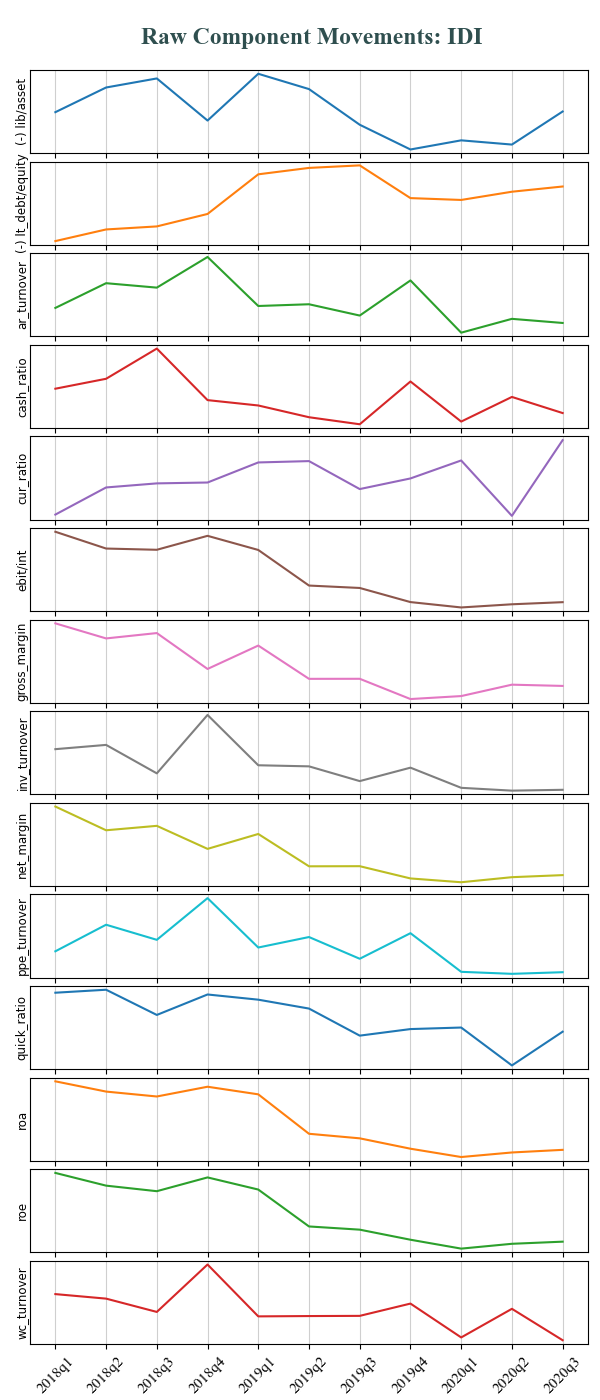 Raw Component Movements: IDI
(-) lib/asset
(-) lt_debt/equity
ar_turnover
cash_ratio
cur_ratio
ebit/int
gross_margin
inv_turnover
net_margin
ppe_turnover
quick_ratio
roa
roe
wc_turnover
2018q1 2018q2 2018q3 2018q4 2019q1 2019q2 2019q3 2019q4 2020q1 2020q2 2020q3